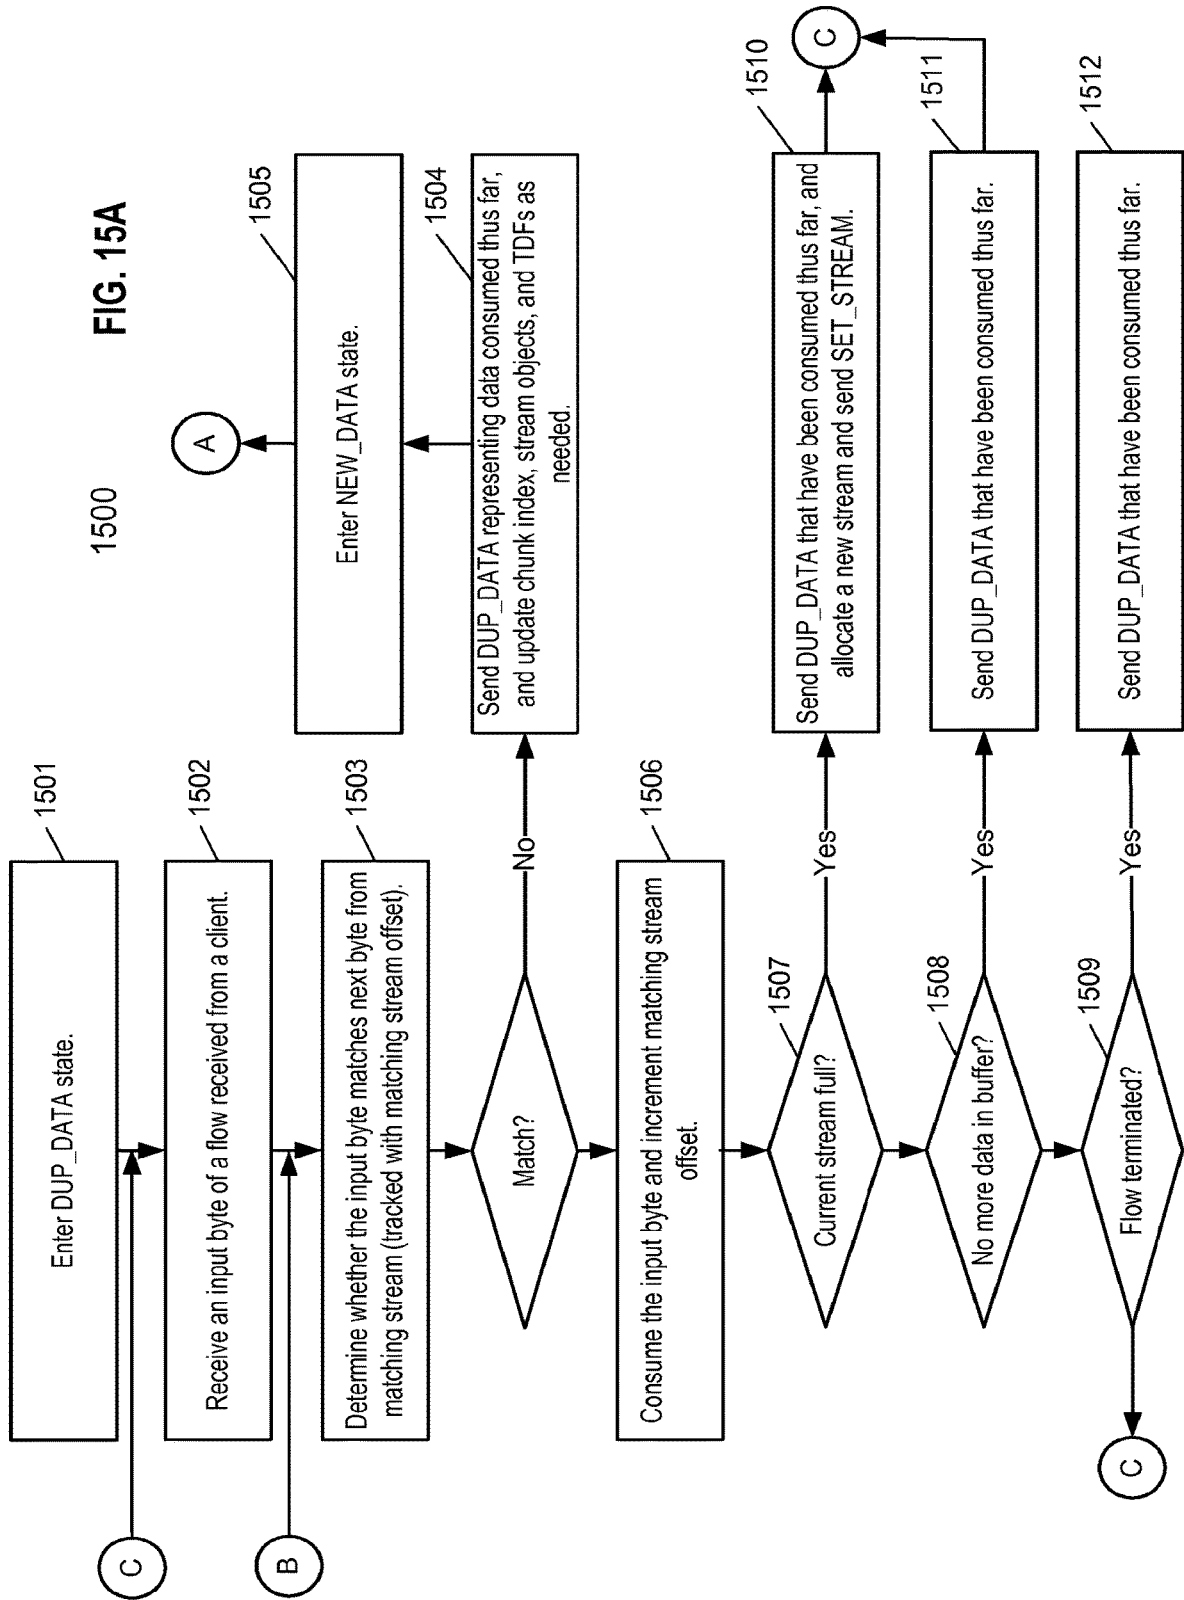 1500
FIG. 15A
1501
Enter DUP_DATA state.
C
1502
Receive an input byte of a flow received from a client.
B
1503
Determine whether the input byte matches next byte from
matching stream (tracked with matching stream offset).
Match?
No
1504
Send DUP_DATA representing data consumed thus far,
and update chunk index, stream objects, and TDFs as
needed.
1505
Enter NEW_DATA state.
A
1506
Consume the input byte and increment matching stream
offset.
1507
Current stream full?
Yes
1510
Send DUP_DATA that have been consumed thus far, and
allocate a new stream and send SET_STREAM.
C
1508
No more data in buffer?
Yes
1511
Send DUP_DATA that have been consumed thus far.
1509
Flow terminated?
Yes
1512
Send DUP_DATA that have been consumed thus far.
C